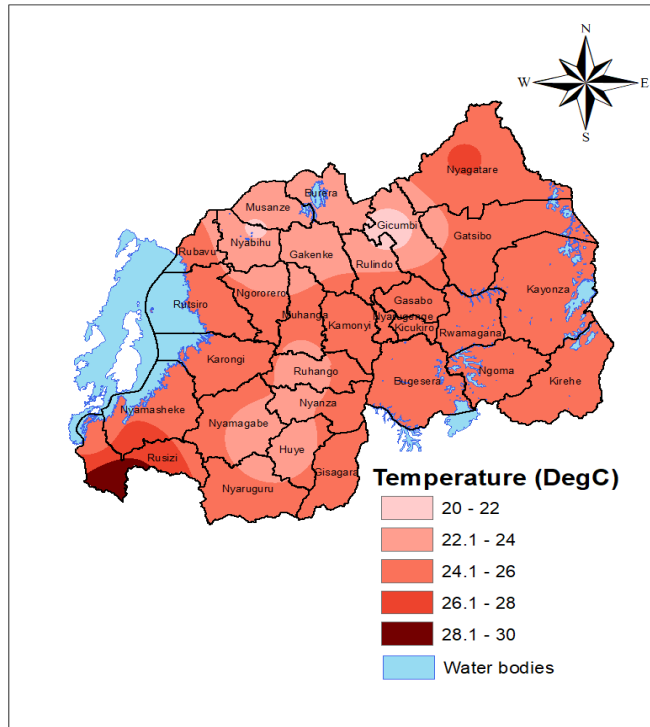 N
W E
S
Nyagatare
Burera
Musanze
Gicumbi
Nyabihu
Gatsibo
Rubavu
Gakenke
Rulindo
Kayonza
Ngororero
Rutsiro
Gasabo
Muhanga
Nyarugenge
Kamonyi
Kicukiro
Rwamagana
Karongi
Ruhango
Ngoma
Bugesera
Kirehe
Nyanza
Nyamasheke
Nyamagabe
Huye
Rusizi
Gisagara
Nyaruguru
Temperature (DegC)
20 - 22
22.1 - 24
24.1 - 26
26.1 - 28
28.1 - 30
Water bodies